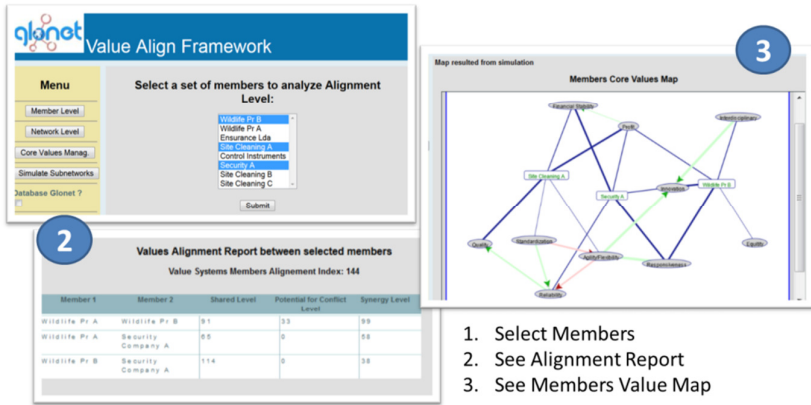 glonet
Value Align Framework
Menu
Member Level
Network Level
Core Values Manag.
Simulate Subnetworks
Database Glonet ?
Select a set of members to analyze Alignment
Level:
Wildlife Pr B
Wildlife Pr A
Ensurance Lda
Site Cleaning A
Control Instruments
Security A
Site Cleaning B
Site Cleaning C
Submit
2
Values Alignment Report between selected members
Value Systems Members Alignement Index: 144
Member 1 Member 2 Shared Level Potential for Conflict Level Synergy Level
Wildlife Pr A Wildlife Pr B 91 33 99
Wildlife Pr A Security Company A 65 0 68
Wildlife Pr B Security Company A 114 0 38
3
Map resulted from simulation
Members Core Values Map
Financial Stability
Profit
Site Cleaning A
Security A
Innovation
Wildlife Pr B
Quality
Standardization
Agility/Flexibility
Responsiveness
Equility
Reliability
1. Select Members
2. See Alignment Report
3. See Members Value Map